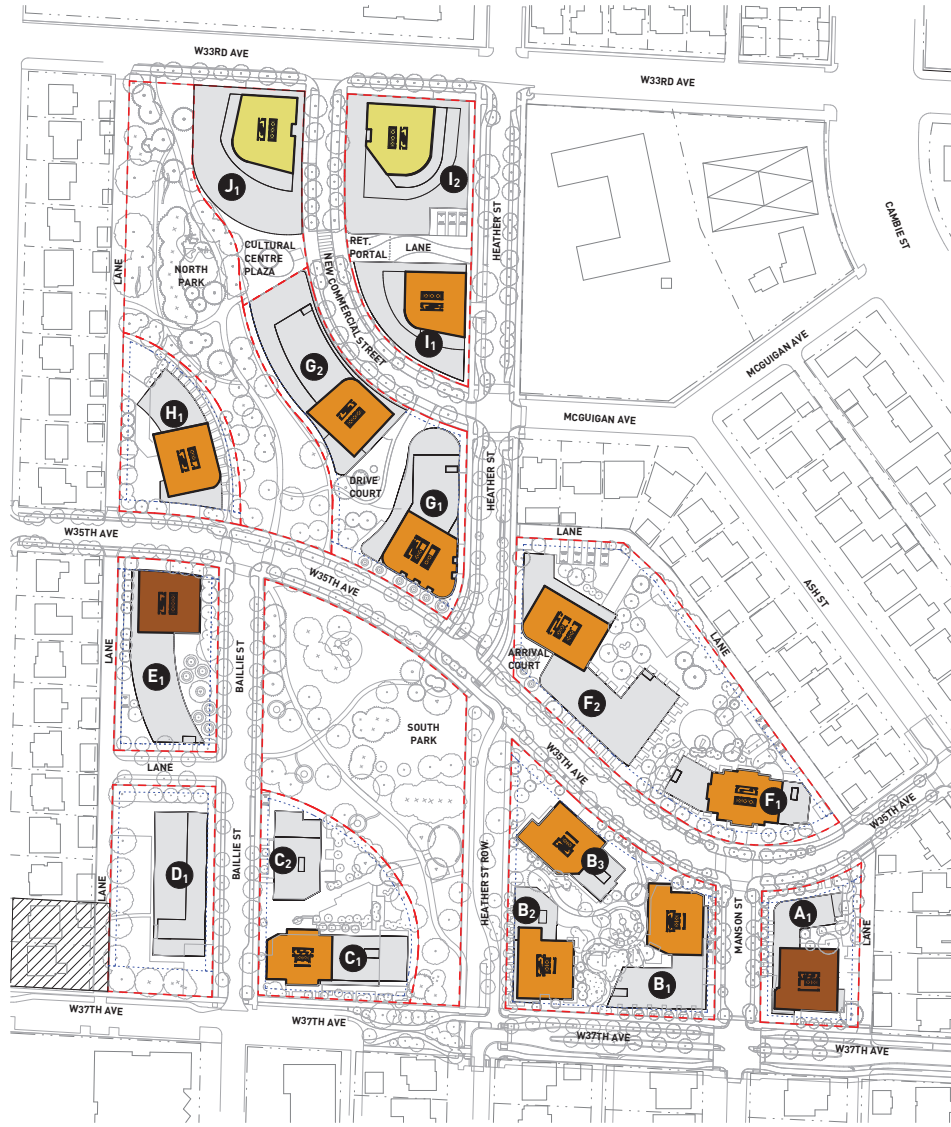 W33RD AVE
W33RD AVE
J1
I2
HEATHER ST
CAMBIE ST
LANE
NORTH
PARK
CULTURAL
CENTRE
PLAZA
RET.
PORTAL
LANE
NEW COMMERCIAL STREET
I1
G2
MCGUIGAN AVE
H1
MCGUIGAN AVE
DRIVE
COURT
G1
HEATHER ST
W35TH AVE
LANE
W35TH AVE
ASH ST
LANE
BAILLIE ST
LANE
ARRIVAL
COURT
E1
F2
SOUTH
PARK
LANE
W35TH AVE
F1
W35TH AVE
BAILLIE ST
C2
B3
D1
LANE
HEATHER ST ROW
B2
MANSON ST
A1
LANE
C1
B1
W37TH AVE
W37TH AVE
W37TH AVE
W37TH AVE